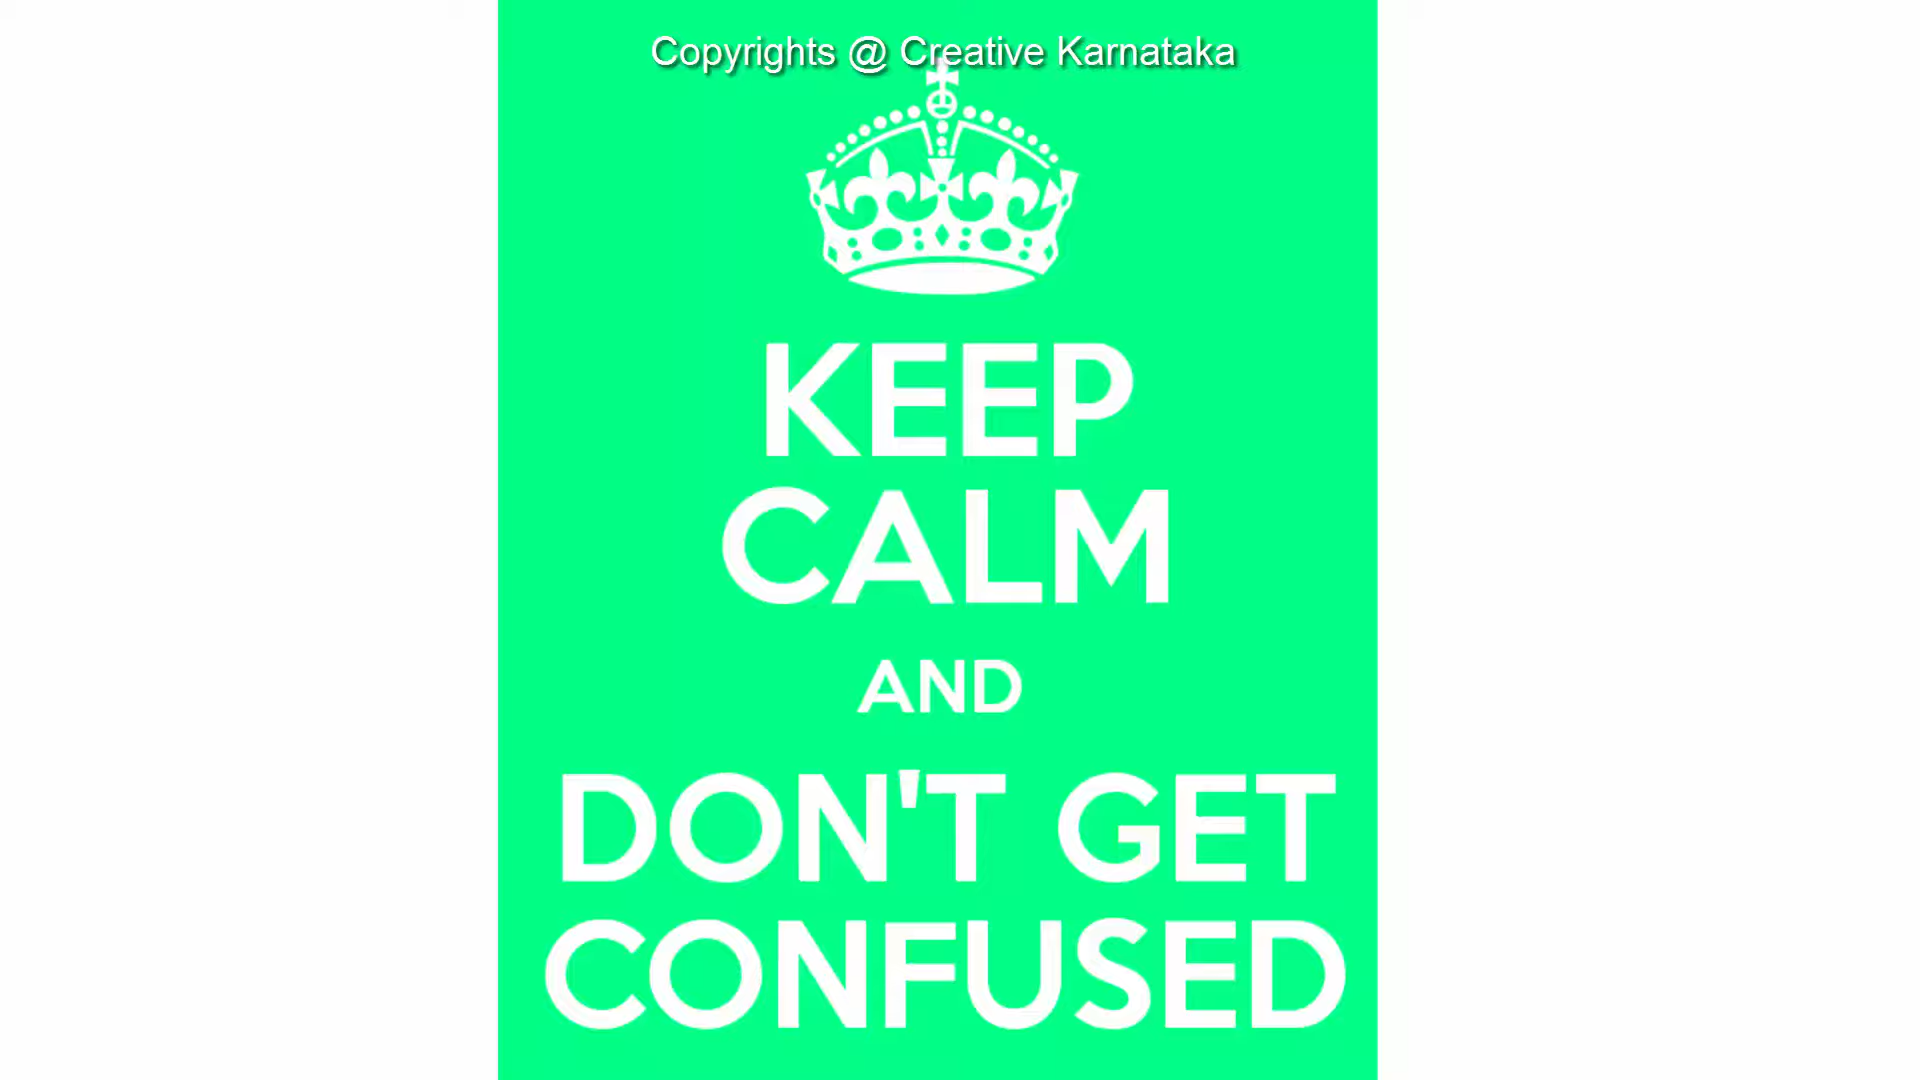 Copyrights @ Creative Karnataka
KEEP
CALM
AND
DON'T GET
CONFUSED